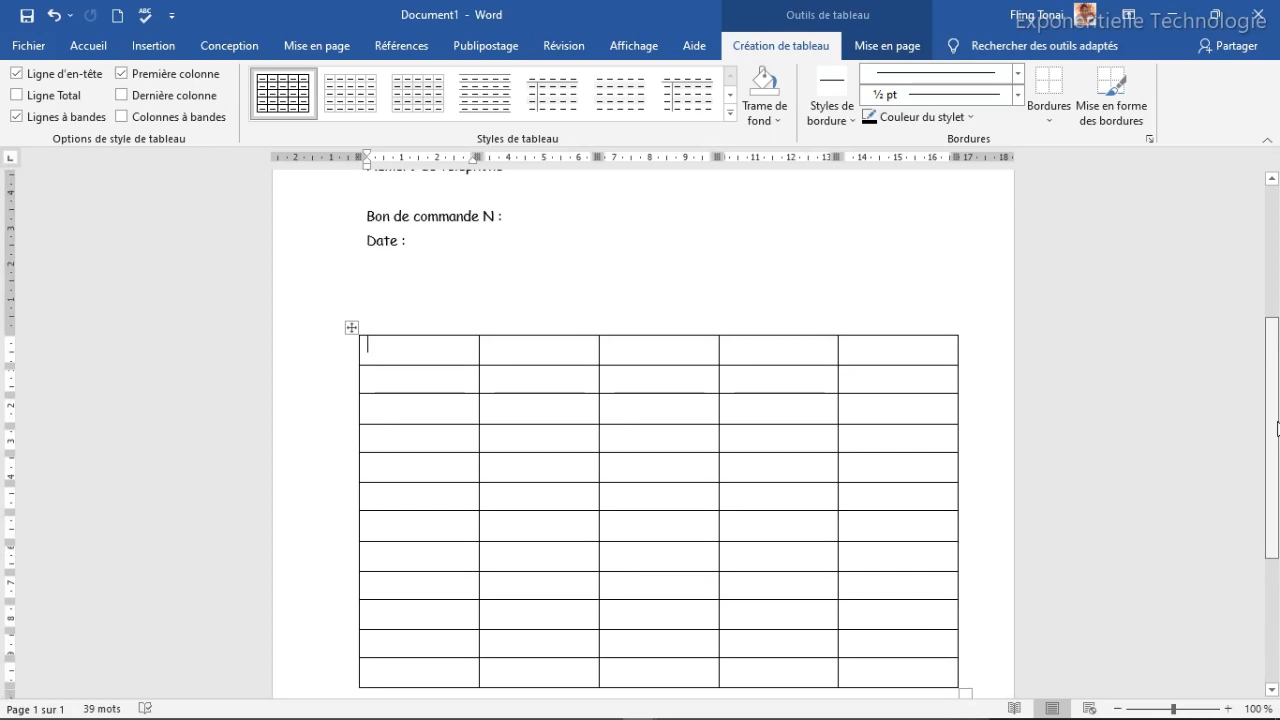 Document1 - Word
Outils de tableau
Fling Tonai
Exponentielle Technologie
Fichier
Accueil
Insertion
Conception
Mise en page
Références
Publipostage
Révision
Affichage
Aide
Création de tableau
Mise en page
Rechercher des outils adaptés
Partager
Ligne d'en-tête
Première colonne
Ligne Total
Dernière colonne
Lignes à bandes
Colonnes à bandes
Options de style de tableau
Styles de tableau
Trame de fond
Styles de bordure
½ pt
Couleur du stylet
Bordures
Mise en forme des bordures
Bordures
Bon de commande N :
Date :
Page 1 sur 1
39 mots
100 %